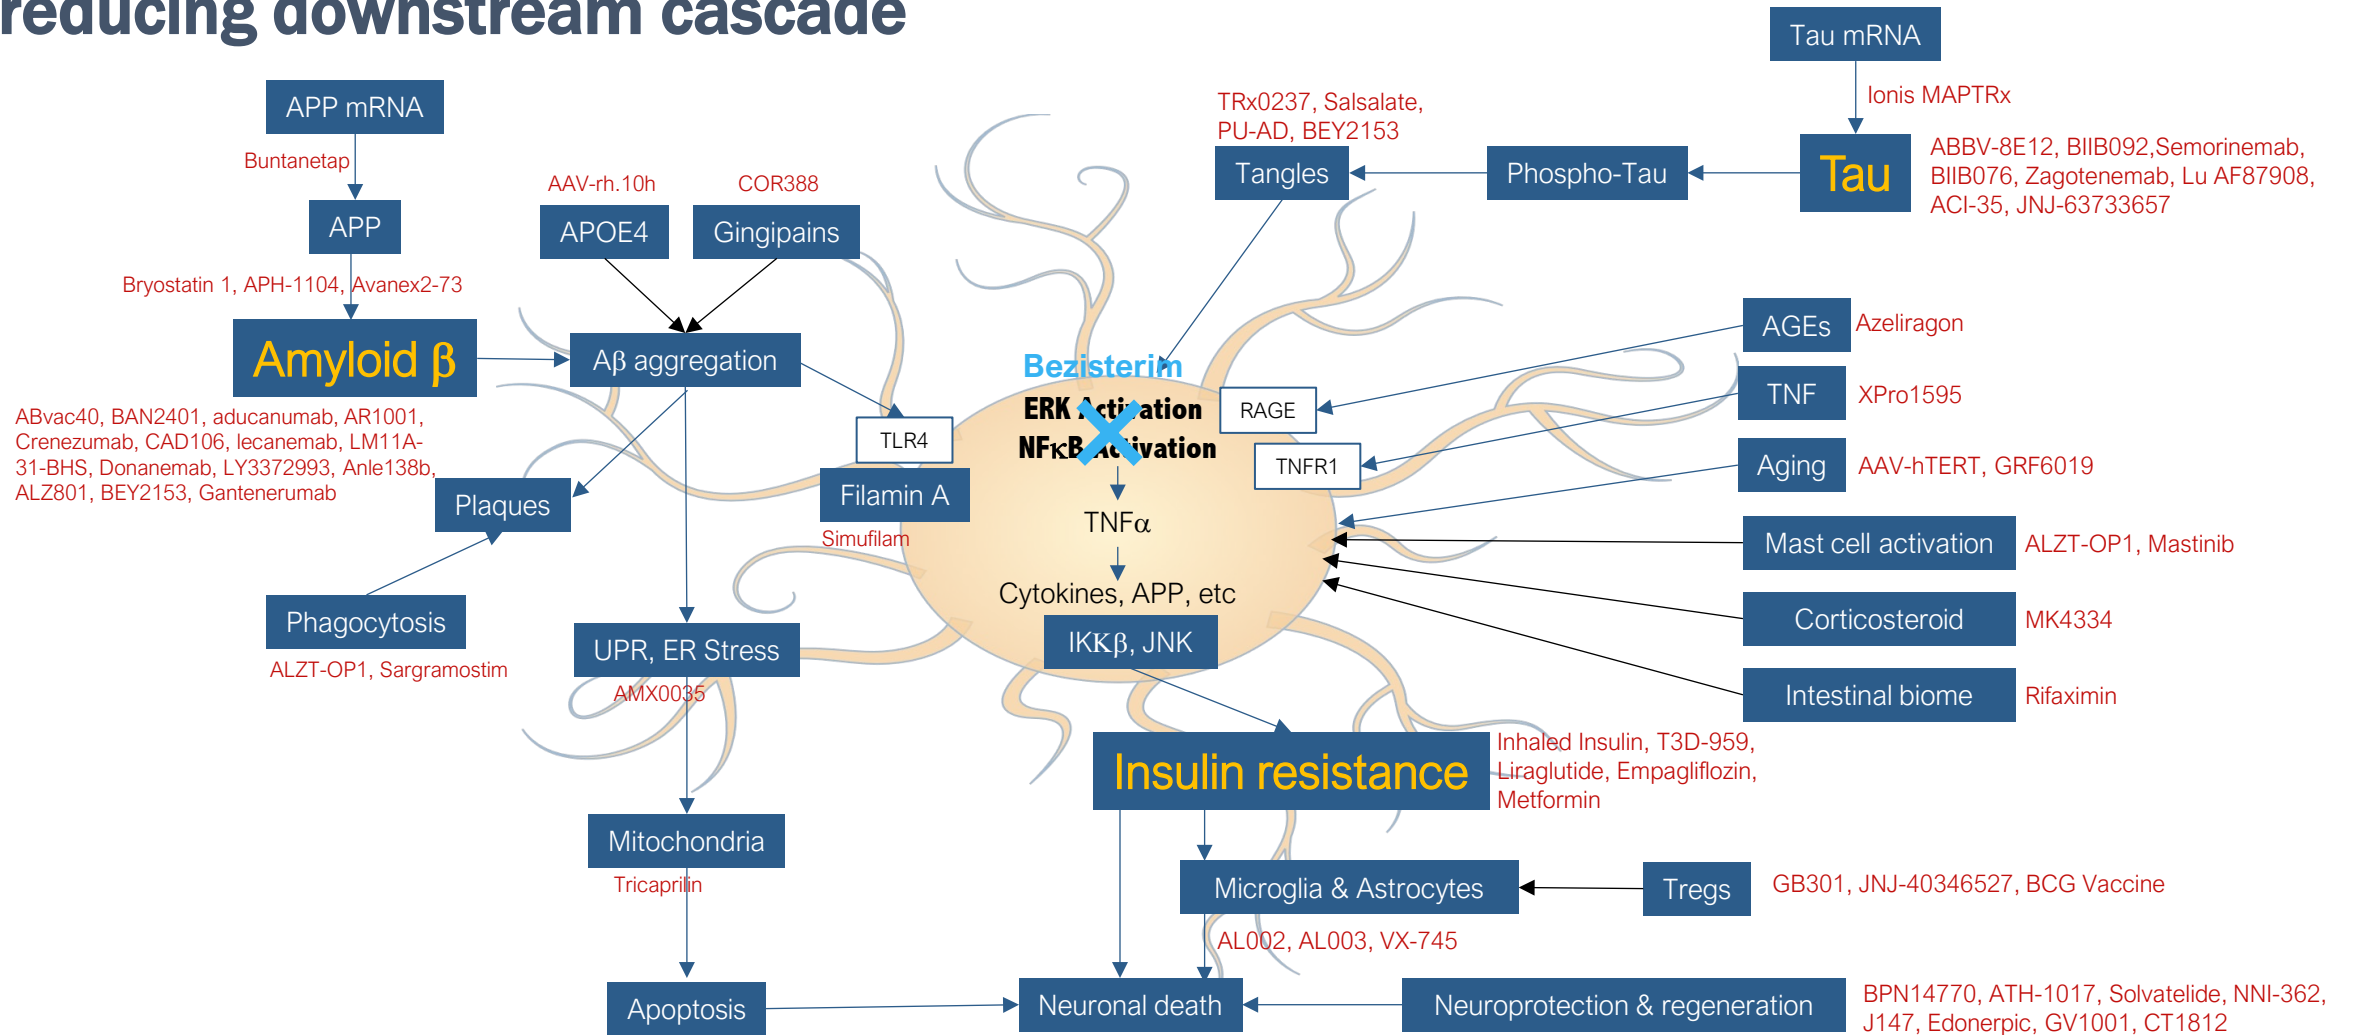 reducing downstream cascade
Tau mRNA
Ionis MAPTRx
APP mRNA
Buntanetap
APP
Bryostatin 1, APH-1104, Avanex2-73
Amyloid β
ABvac40, BAN2401, aducanumab, AR1001,
Crenezumab, CAD106, lecanemab, LM11A-
31-BHS, Donanemab, LY3372993, Anle138b,
ALZ801, BEY2153, Gantenerumab
AAV-rh.10h
APOE4
COR388
Gingipains
Aβ aggregation
Plaques
Phagocytosis
ALZT-OP1, Sargramostim
TLR4
Filamin A
Simufilam
UPR, ER Stress
AMX0035
Mitochondria
Tricaprilin
Apoptosis
TRx0237, Salsalate,
PU-AD, BEY2153
Tangles
Phospho-Tau
Tau
ABBV-8E12, BIIB092,Semorinemab,
BIIB076, Zagotenemab, Lu AF87908,
ACI-35, JNJ-63733657
Bezisterim
ERK Activation
NFκB Activation
TNFα
Cytokines, APP, etc
IKKβ, JNK
RAGE
TNFR1
AGEs
Azeliragon
TNF
XPro1595
Aging
AAV-hTERT, GRF6019
Mast cell activation
ALZT-OP1, Mastinib
Corticosteroid
MK4334
Intestinal biome
Rifaximin
Insulin resistance
Inhaled Insulin, T3D-959,
Liraglutide, Empagliflozin,
Metformin
Microglia & Astrocytes
AL002, AL003, VX-745
Tregs
GB301, JNJ-40346527, BCG Vaccine
Neuronal death
Neuroprotection & regeneration
BPN14770, ATH-1017, Solvatelide, NNI-362,
J147, Edonerpic, GV1001, CT1812